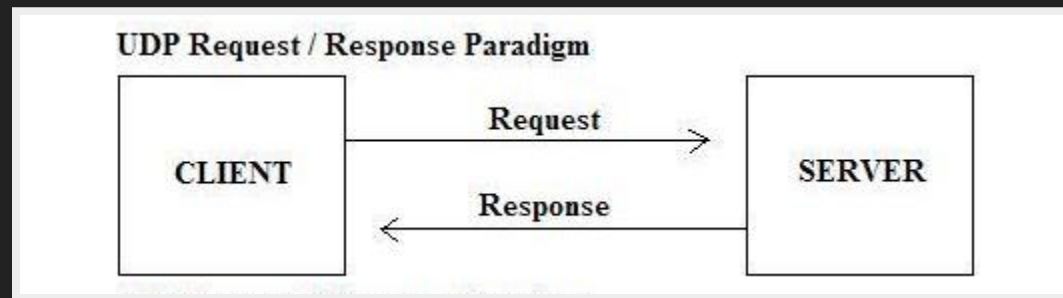 UDP Request / Response Paradigm
Request
CLIENT
SERVER
Response